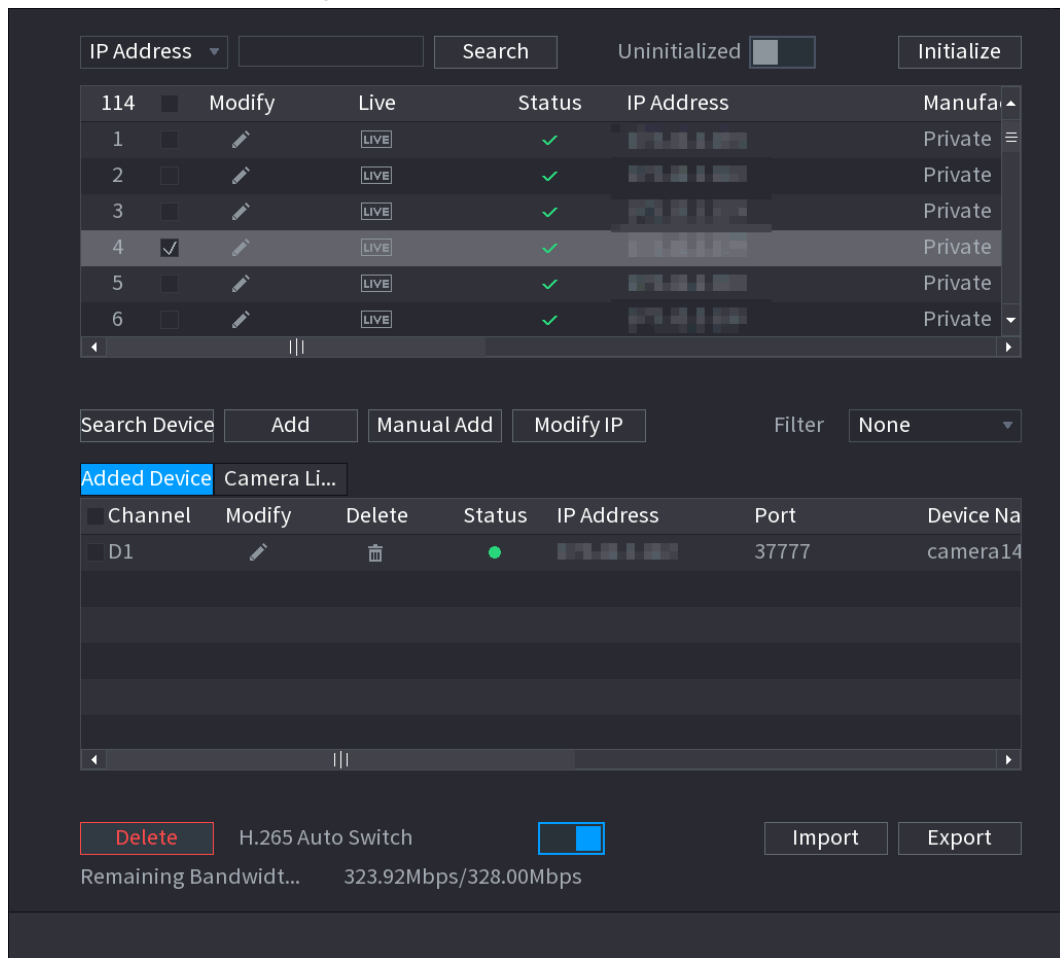 IP Address Search Uninitialized Initialize
114 Modify Live Status IP Address Manufa
1 LIVE Private
2 LIVE Private
3 LIVE Private
4 LIVE Private
5 LIVE Private
6 LIVE Private
Search Device Add Manual Add Modify IP Filter None
Added Device Camera Li...
Channel Modify Delete Status IP Address Port Device Na
D1 37777 camera14
Delete H.265 Auto Switch Import Export
Remaining Bandwidt... 323.92Mbps/328.00Mbps